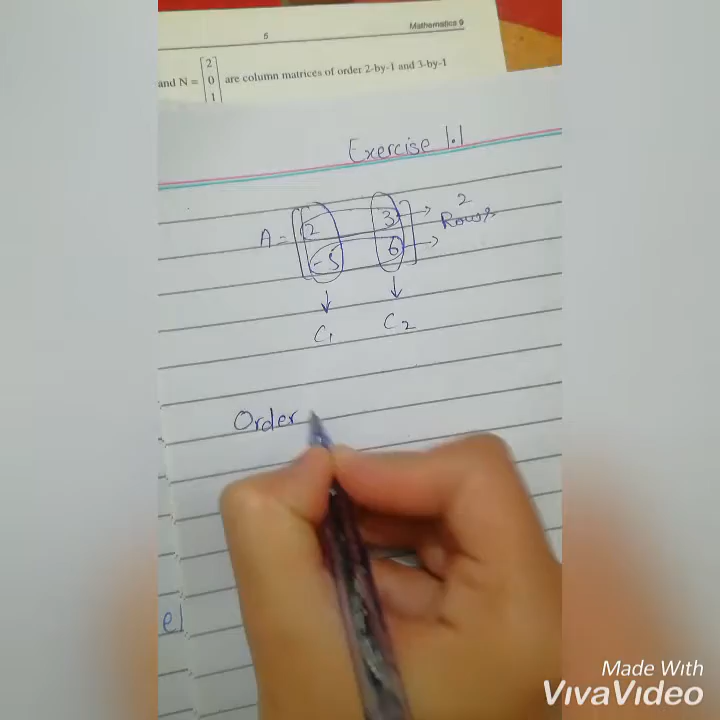 5 Mathematics 9
and N = [2 0 1] are column matrices of order 2-by-1 and 3-by-1
Exercise 1.1
2
A = [2 3
-5 6] Rows
C1 C2
Order
el
Made With
VivaVideo